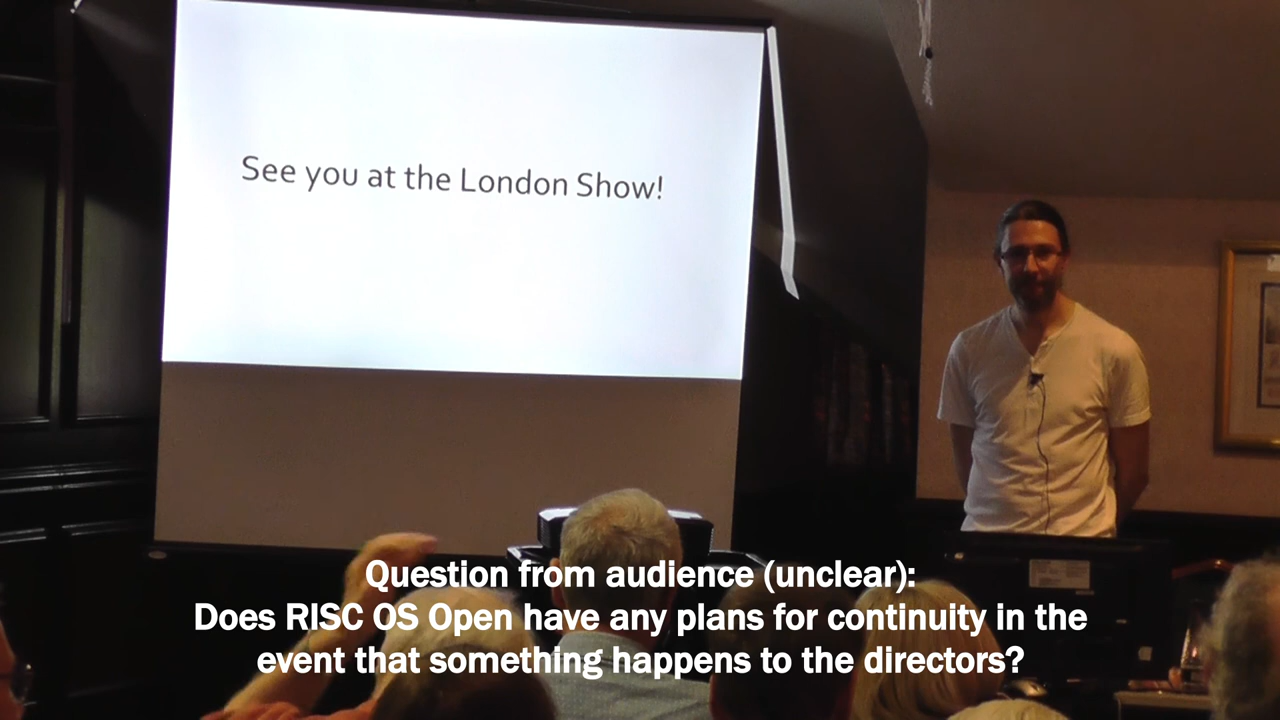 See you at the London Show!
Question from audience (unclear):
Does RISC OS Open have any plans for continuity in the
event that something happens to the directors?